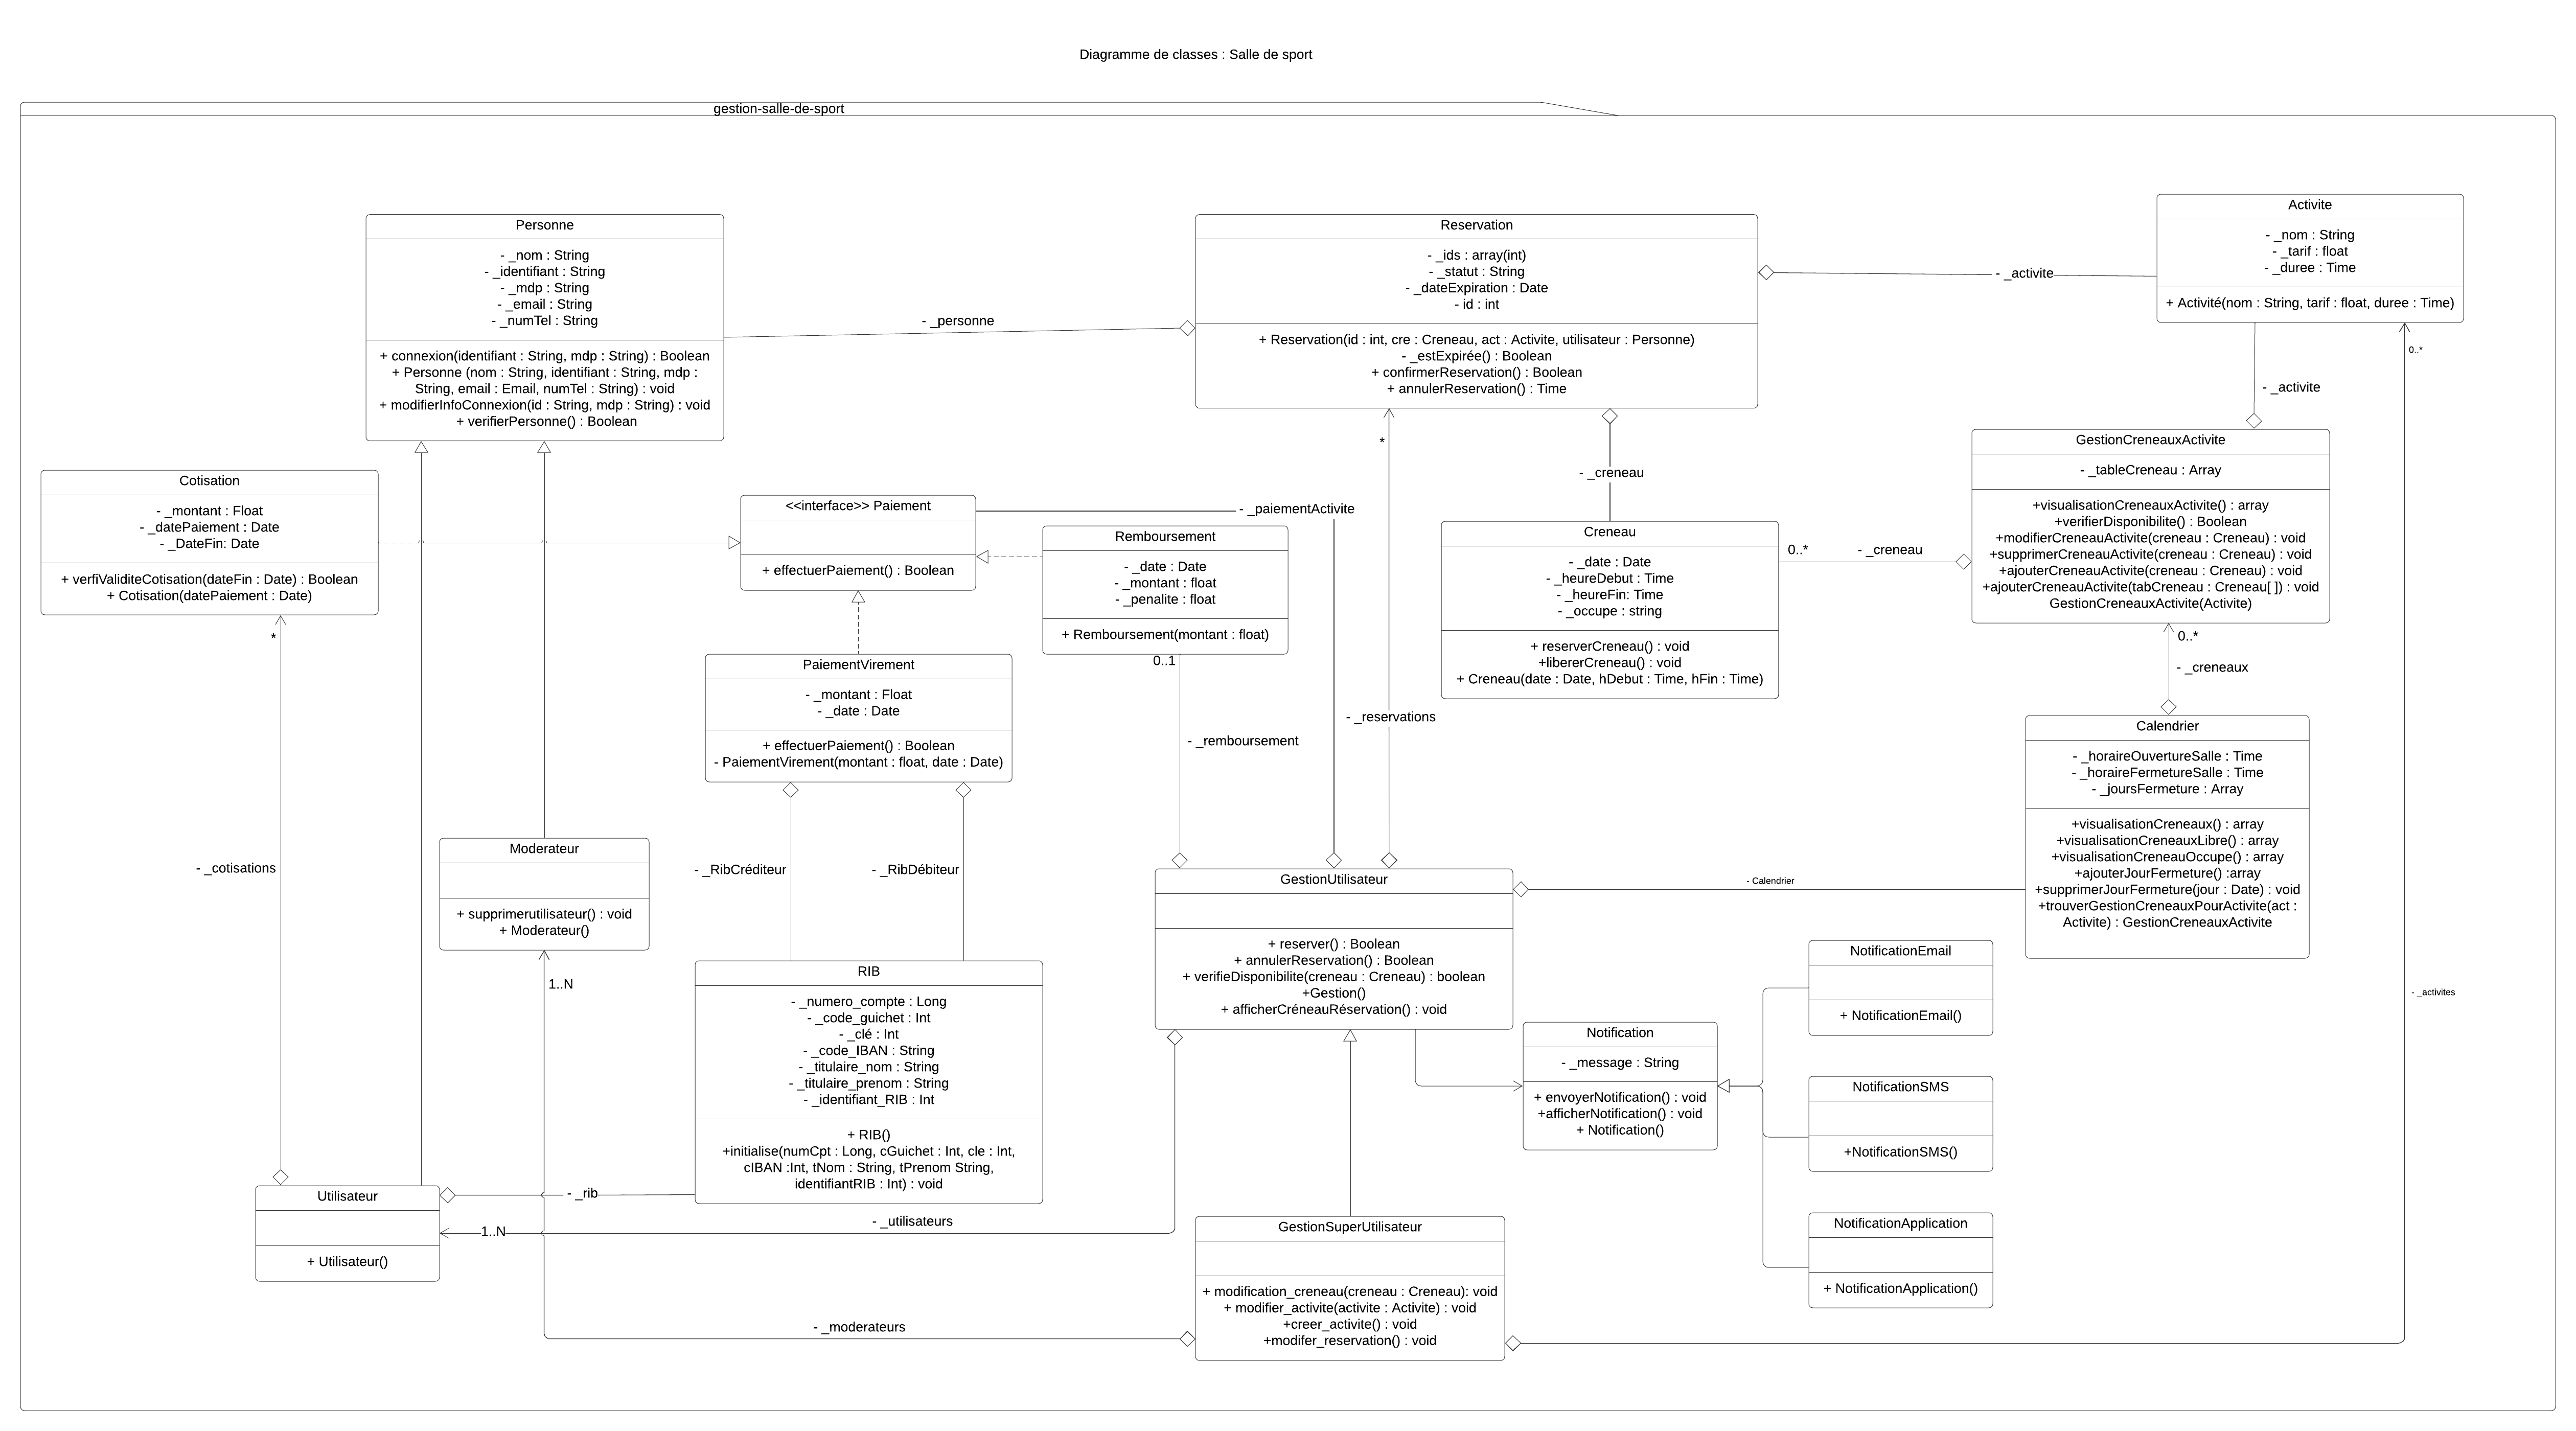 Diagramme de classes : Salle de sport
gestion-salle-de-sport
Personne
- _nom : String
- _identifiant : String
- _mdp : String
- _email : String
- _numTel : String
+ connexion(identifiant : String, mdp : String) : Boolean
+ Personne (nom : String, identifiant : String, mdp :
String, email : Email, numTel : String) : void
+ modifierInfoConnexion(id : String, mdp : String) : void
+ verifierPersonne() : Boolean
- _personne
Reservation
- _ids : array(int)
- _statut : String
- _dateExpiration : Date
- id : int
+ Reservation(id : int, cre : Creneau, act : Activite, utilisateur : Personne)
- _estExpirée() : Boolean
+ confirmerReservation() : Boolean
+ annulerReservation() : Time
- _activite
Activite
- _nom : String
- _tarif : float
- _duree : Time
+ Activité(nom : String, tarif : float, duree : Time)
0..*
- _activite
Cotisation
- _montant : Float
- _datePaiement : Date
- _DateFin: Date
+ verfiValiditeCotisation(dateFin : Date) : Boolean
+ Cotisation(datePaiement : Date)
*
<<interface>> Paiement
+ effectuerPaiement() : Boolean
- _paiementActivite
Remboursement
- _date : Date
- _montant : float
- _penalite : float
+ Remboursement(montant : float)
0..1
*
- _creneau
Creneau
- _date : Date
- _heureDebut : Time
- _heureFin: Time
- _occupe : string
+ reserverCreneau() : void
+libererCreneau() : void
+ Creneau(date : Date, hDebut : Time, hFin : Time)
0..*
- _creneau
GestionCreneauxActivite
- _tableCreneau : Array
+visualisationCreneauxActivite() : array
+verifierDisponibilite() : Boolean
+modifierCreneauActivite(creneau : Creneau) : void
+supprimerCreneauActivite(creneau : Creneau) : void
+ajouterCreneauActivite(creneau : Creneau) : void
+ajouterCreneauActivite(tabCreneau : Creneau[ ]) : void
GestionCreneauxActivite(Activite)
0..*
- _creneaux
PaiementVirement
- _montant : Float
- _date : Date
+ effectuerPaiement() : Boolean
- PaiementVirement(montant : float, date : Date)
- _remboursement
- _reservations
Calendrier
- _horaireOuvertureSalle : Time
- _horaireFermetureSalle : Time
- _joursFermeture : Array
+visualisationCreneaux() : array
+visualisationCreneauxLibre() : array
+visualisationCreneauOccupe() : array
+ajouterJourFermeture() :array
+supprimerJourFermeture(jour : Date) : void
+trouverGestionCreneauxPourActivite(act :
Activite) : GestionCreneauxActivite
- _cotisations
Moderateur
+ supprimerutilisateur() : void
+ Moderateur()
1..N
- _RibCréditeur
- _RibDébiteur
GestionUtilisateur
+ reserver() : Boolean
+ annulerReservation() : Boolean
+ verifieDisponibilite(creneau : Creneau) : boolean
+Gestion()
+ afficherCréneauRéservation() : void
- Calendrier
RIB
- _numero_compte : Long
- _code_guichet : Int
- _clé : Int
- _code_IBAN : String
- _titulaire_nom : String
- _titulaire_prenom : String
- _identifiant_RIB : Int
+ RIB()
+initialise(numCpt : Long, cGuichet : Int, cle : Int,
cIBAN :Int, tNom : String, tPrenom String,
identifiantRIB : Int) : void
Notification
- _message : String
+ envoyerNotification() : void
+afficherNotification() : void
+ Notification()
NotificationEmail
+ NotificationEmail()
- _activites
NotificationSMS
+NotificationSMS()
NotificationApplication
+ NotificationApplication()
Utilisateur
+ Utilisateur()
- _rib
1..N
- _utilisateurs
GestionSuperUtilisateur
+ modification_creneau(creneau : Creneau): void
+ modifier_activite(activite : Activite) : void
+creer_activite() : void
+modifer_reservation() : void
- _moderateurs